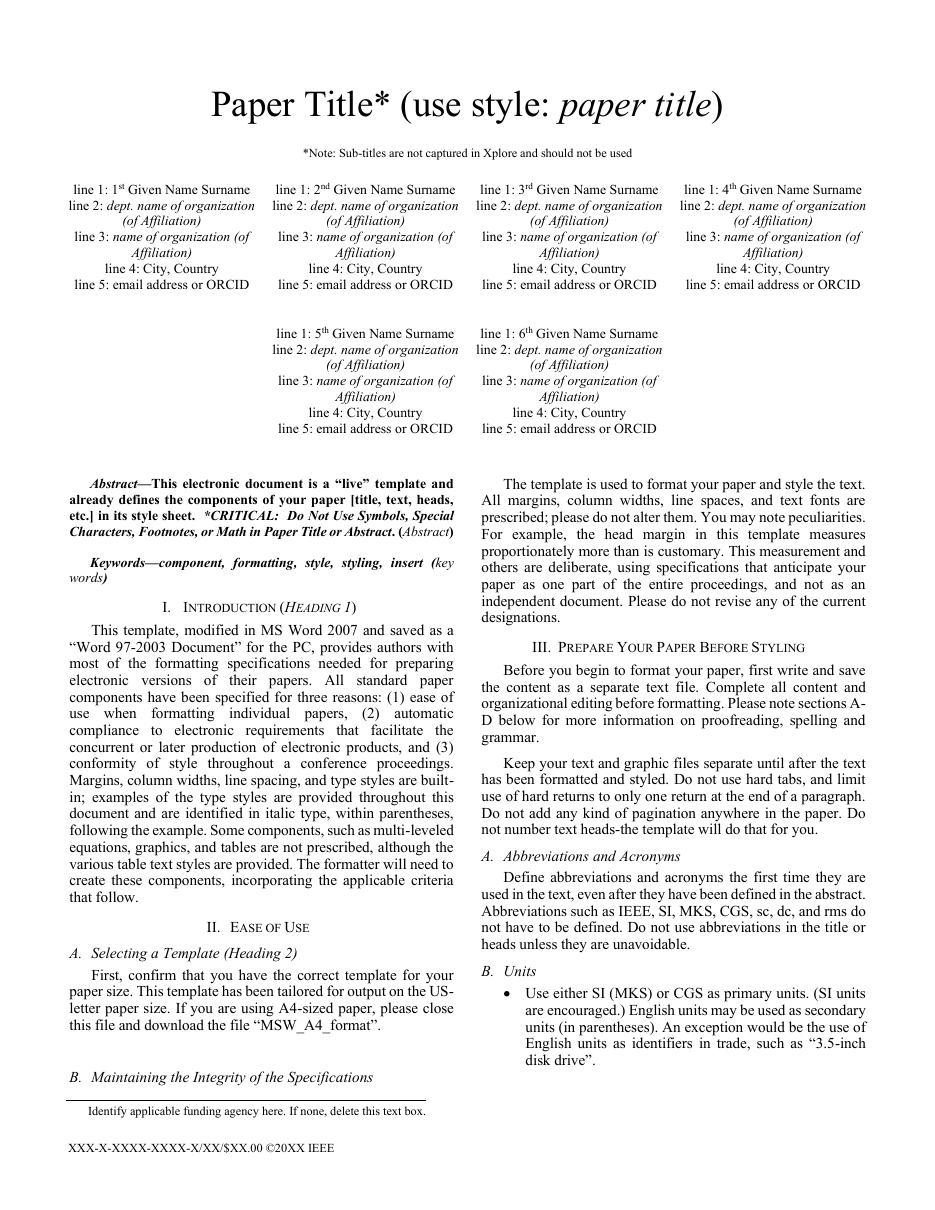 Paper Title* (use style: paper title)
*Note: Sub-titles are not captured in Xplore and should not be used
line 1: 1st Given Name Surname
line 2: dept. name of organization
(of Affiliation)
line 3: name of organization (of
Affiliation)
line 4: City, Country
line 5: email address or ORCID
line 1: 2nd Given Name Surname
line 2: dept. name of organization
(of Affiliation)
line 3: name of organization (of
Affiliation)
line 4: City, Country
line 5: email address or ORCID
line 1: 3rd Given Name Surname
line 2: dept. name of organization
(of Affiliation)
line 3: name of organization (of
Affiliation)
line 4: City, Country
line 5: email address or ORCID
line 1: 4th Given Name Surname
line 2: dept. name of organization
(of Affiliation)
line 3: name of organization (of
Affiliation)
line 4: City, Country
line 5: email address or ORCID
line 1: 5th Given Name Surname
line 2: dept. name of organization
(of Affiliation)
line 3: name of organization (of
Affiliation)
line 4: City, Country
line 5: email address or ORCID
line 1: 6th Given Name Surname
line 2: dept. name of organization
(of Affiliation)
line 3: name of organization (of
Affiliation)
line 4: City, Country
line 5: email address or ORCID
Abstract—This electronic document is a “live” template and
already defines the components of your paper [title, text, heads,
etc.] in its style sheet. *CRITICAL: Do Not Use Symbols, Special
Characters, Footnotes, or Math in Paper Title or Abstract. (Abstract)
Keywords—component, formatting, style, styling, insert (key
words)
I. INTRODUCTION (HEADING 1)
This template, modified in MS Word 2007 and saved as a
“Word 97-2003 Document” for the PC, provides authors with
most of the formatting specifications needed for preparing
electronic versions of their papers. All standard paper
components have been specified for three reasons: (1) ease of
use when formatting individual papers, (2) automatic
compliance to electronic requirements that facilitate the
concurrent or later production of electronic products, and (3)
conformity of style throughout a conference proceedings.
Margins, column widths, line spacing, and type styles are built-
in; examples of the type styles are provided throughout this
document and are identified in italic type, within parentheses,
following the example. Some components, such as multi-leveled
equations, graphics, and tables are not prescribed, although the
various table text styles are provided. The formatter will need to
create these components, incorporating the applicable criteria
that follow.
II. EASE OF USE
A. Selecting a Template (Heading 2)
First, confirm that you have the correct template for your
paper size. This template has been tailored for output on the US-
letter paper size. If you are using A4-sized paper, please close
this file and download the file “MSW_A4_format”.
B. Maintaining the Integrity of the Specifications
Identify applicable funding agency here. If none, delete this text box.
XXX-X-XXXX-XXXX-X/XX/$XX.00 ©20XX IEEE
The template is used to format your paper and style the text.
All margins, column widths, line spaces, and text fonts are
prescribed; please do not alter them. You may note peculiarities.
For example, the head margin in this template measures
proportionately more than is customary. This measurement and
others are deliberate, using specifications that anticipate your
paper as one part of the entire proceedings, and not as an
independent document. Please do not revise any of the current
designations.
III. PREPARE YOUR PAPER BEFORE STYLING
Before you begin to format your paper, first write and save
the content as a separate text file. Complete all content and
organizational editing before formatting. Please note sections A-
D below for more information on proofreading, spelling and
grammar.
Keep your text and graphic files separate until after the text
has been formatted and styled. Do not use hard tabs, and limit
use of hard returns to only one return at the end of a paragraph.
Do not add any kind of pagination anywhere in the paper. Do
not number text heads-the template will do that for you.
A. Abbreviations and Acronyms
Define abbreviations and acronyms the first time they are
used in the text, even after they have been defined in the abstract.
Abbreviations such as IEEE, SI, MKS, CGS, sc, dc, and rms do
not have to be defined. Do not use abbreviations in the title or
heads unless they are unavoidable.
B. Units
• Use either SI (MKS) or CGS as primary units. (SI units
are encouraged.) English units may be used as secondary
units (in parentheses). An exception would be the use of
English units as identifiers in trade, such as “3.5-inch
disk drive”.